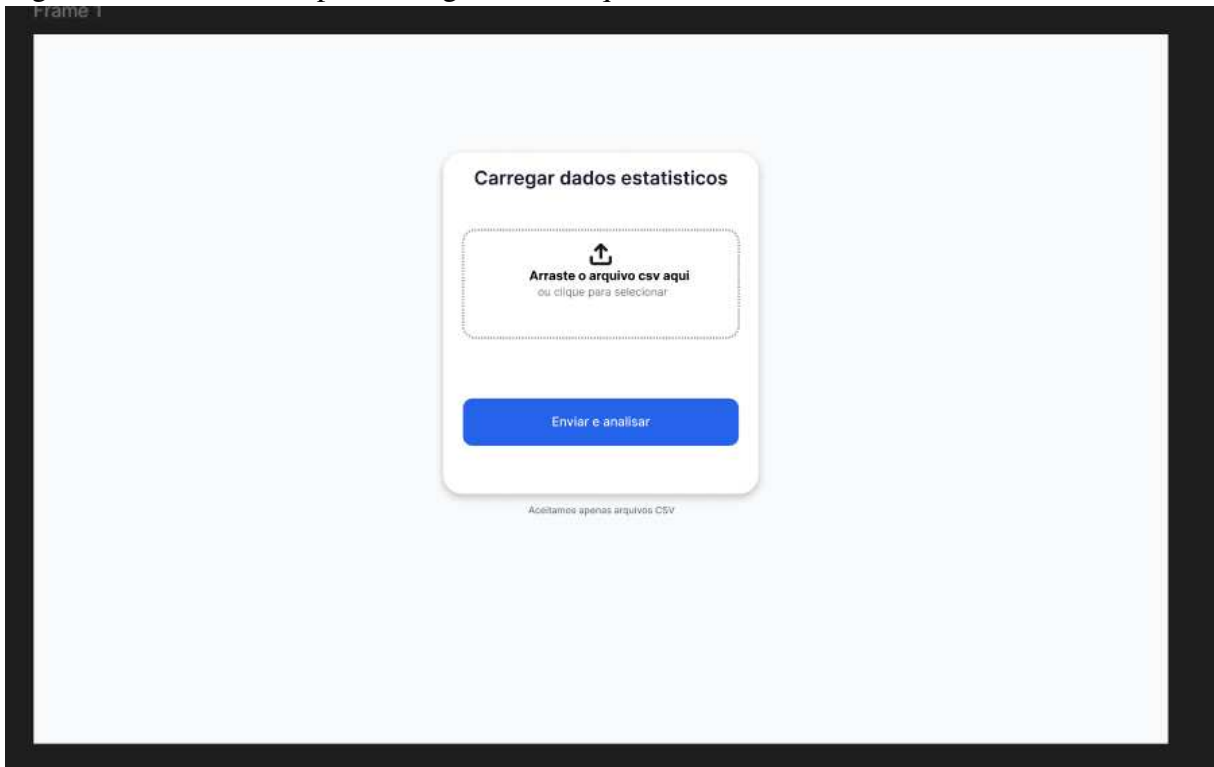 Frame 1
Carregar dados estatisticos
Arraste o arquivo csv aqui
ou clique para selecionar
Enviar e analisar
Aceitamos apenas arquivos CSV